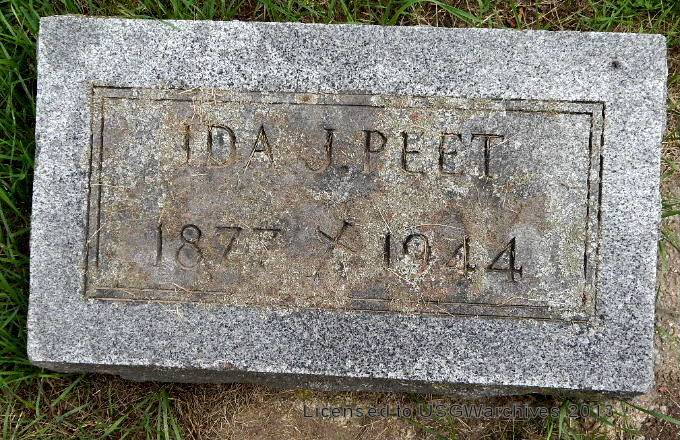 IDA J. PEET
1877 1944
Licensed to USGWarchives 2013